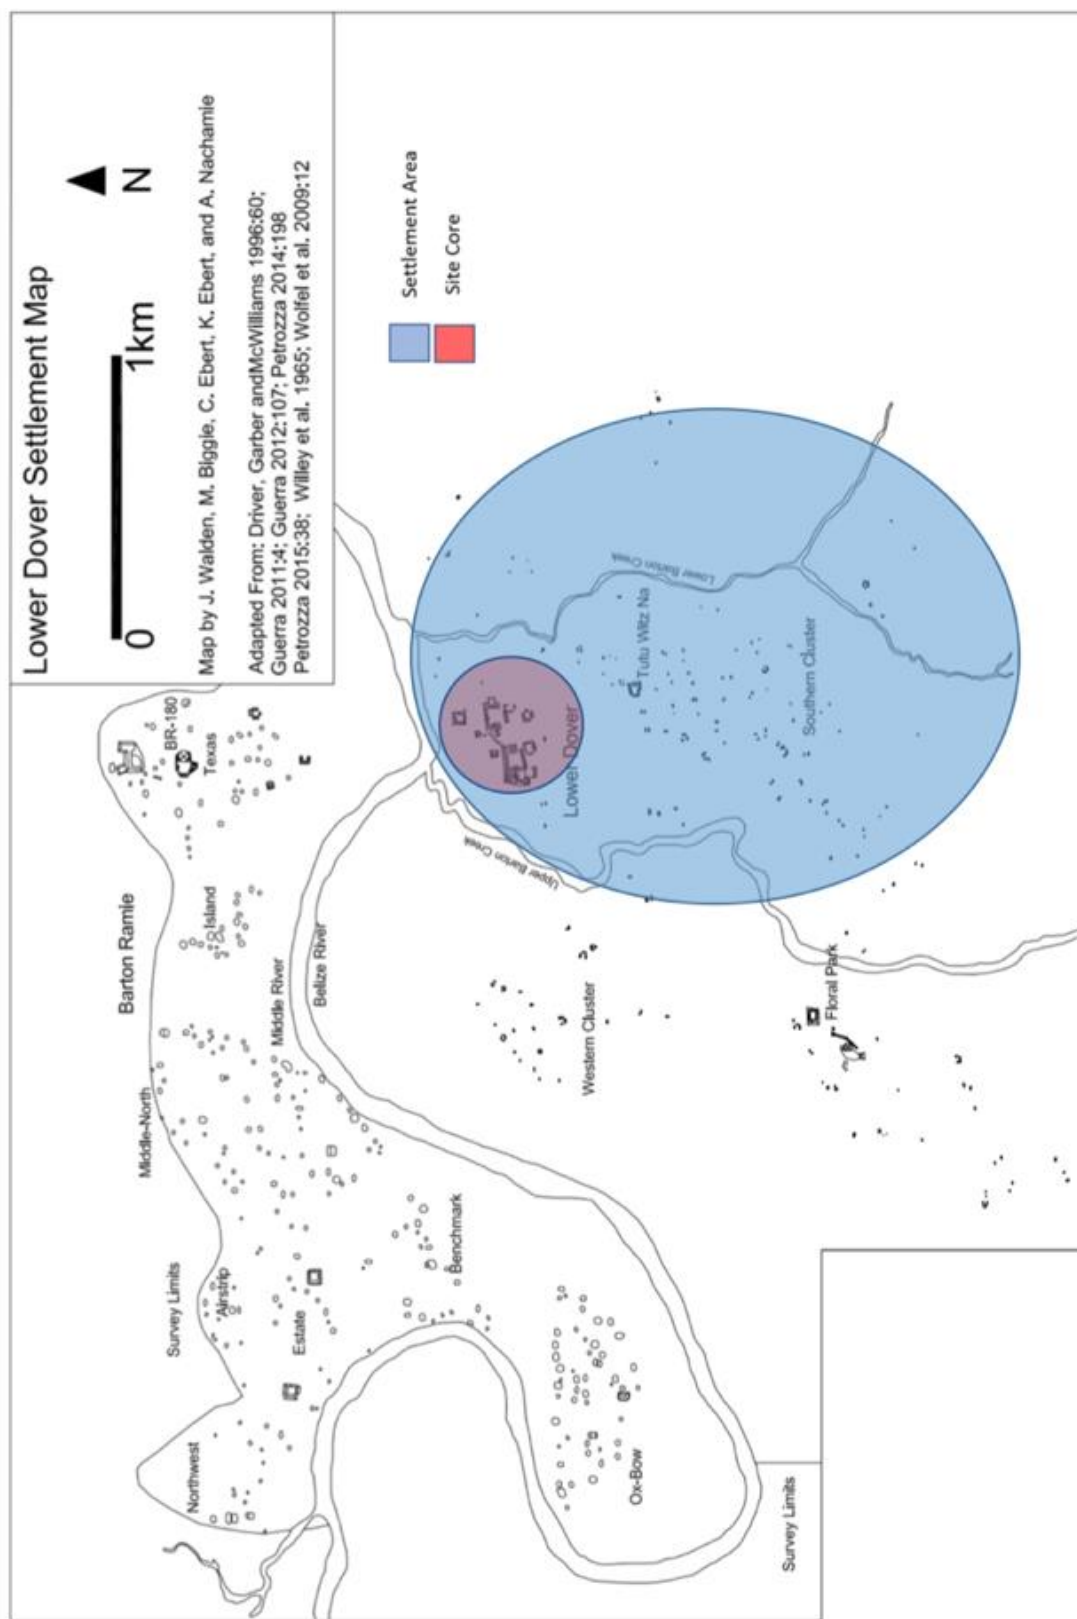 Lower Dover Settlement Map
0
1km
N
Map by J. Walden, M. Biggie, C. Ebert, K. Ebert, and A. Nachamie
Adapted From: Driver, Garber andMcWilliams 1996:60;
Guerra 2011:4; Guerra 2012:107; Petrozza 2014:198
Petrozza 2015:38; Willey et al. 1965; Wolfel et al. 2009:12
Settlement Area
Site Core
Northwest
Survey Limits
Airstrip
Estate
Middle-North
Barton Ramie
Island
BR-180
Texas
Middle River
Belize River
Benchmark
Ox-Bow
Survey Limits
Western Cluster
Floral Park
Upper Barton Creek
Lower Dover
Tutu Witz Na
Lower Barton Creek
Southern Cluster